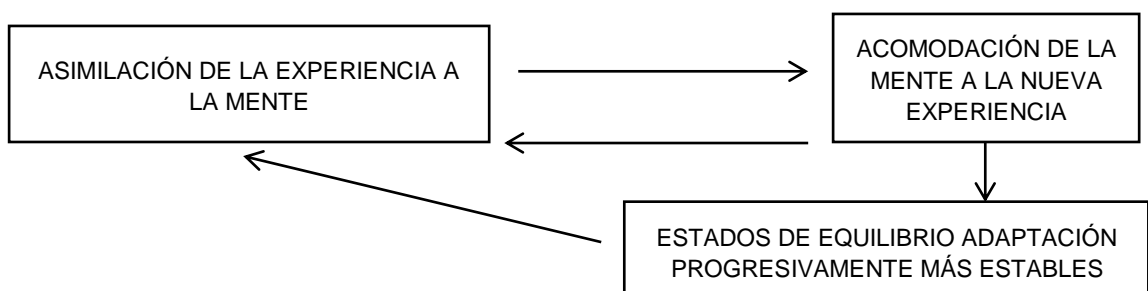 ASIMILACIÓN DE LA EXPERIENCIA A
LA MENTE
ACOMODACIÓN DE LA
MENTE A LA NUEVA
EXPERIENCIA
ESTADOS DE EQUILIBRIO ADAPTACIÓN
PROGRESIVAMENTE MÁS ESTABLES